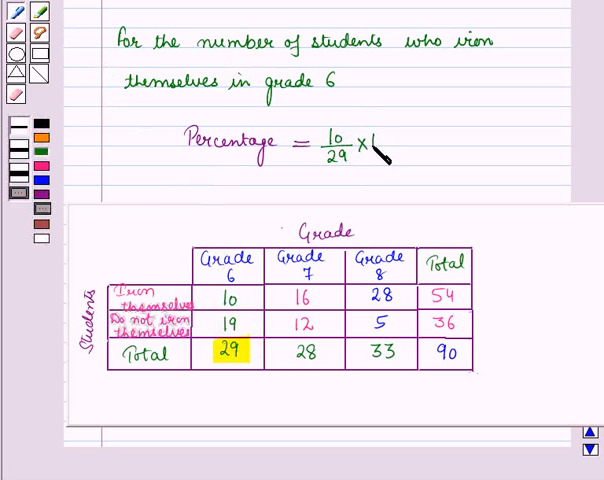 For the number of students who iron
themselves in grade 6
Percentage = 10/29 ×
Grade
Grade 6 Grade 7 Grade 8 Total
Students
Iron themselves 10 16 28 54
Do not iron themselves 19 12 5 36
Total 29 28 33 90